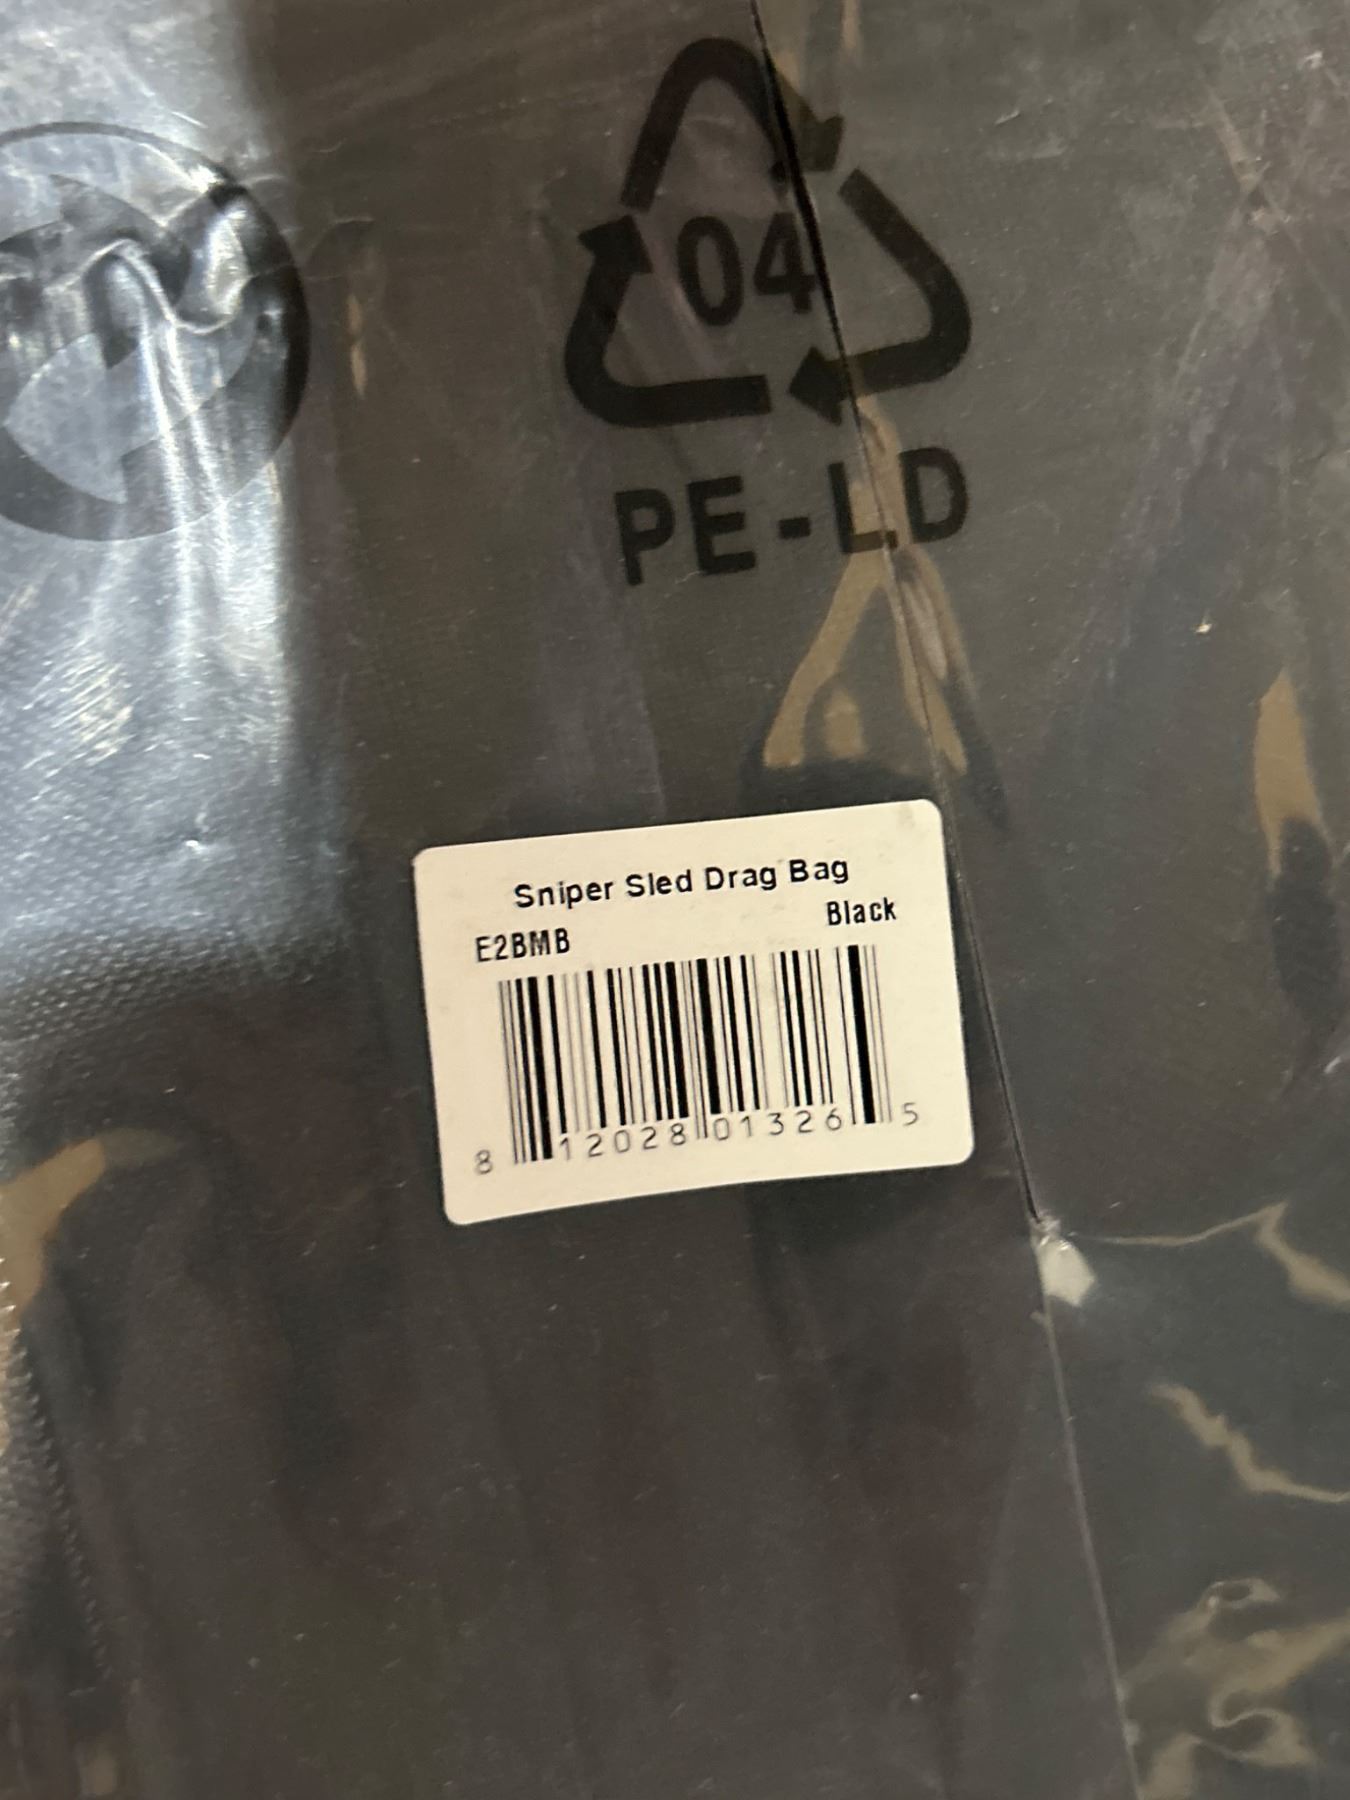 04
PE-LD
Sniper Sled Drag Bag
Black
E2BMB
8 12028 01326 5